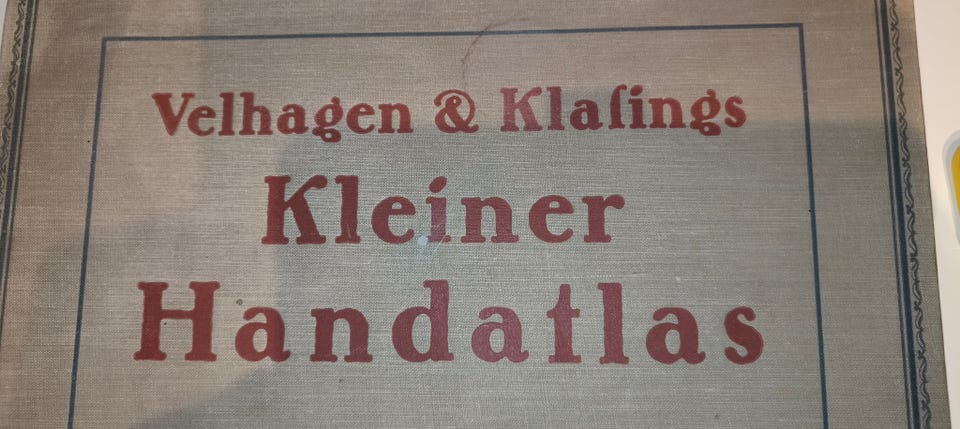 Velhagen & Klaſings
Kleiner
Handatlas